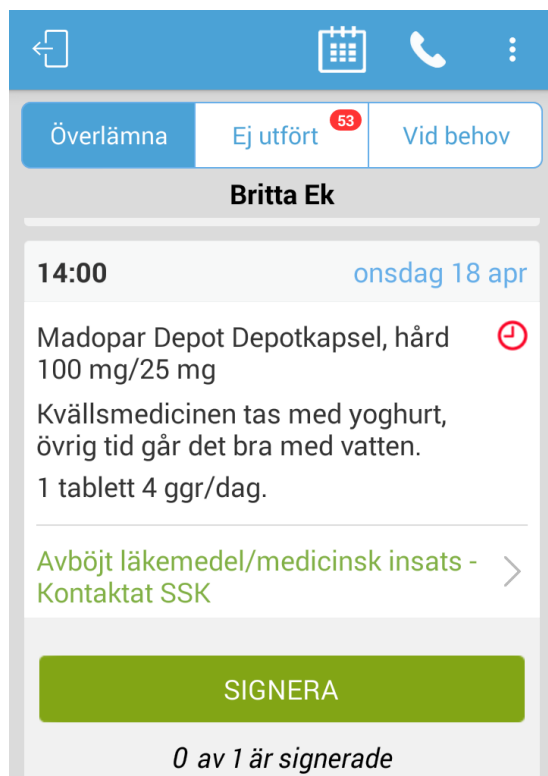 Överlämna
Ej utfört
53
Vid behov
Britta Ek
14:00
onsdag 18 apr
Madopar Depot Depotkapsel, hård
100 mg/25 mg
Kvällsmedicinen tas med yoghurt,
övrig tid går det bra med vatten.
1 tablett 4 ggr/dag.
Avböjt läkemedel/medicinsk insats -
Kontaktat SSK
SIGNERA
0 av 1 är signerade